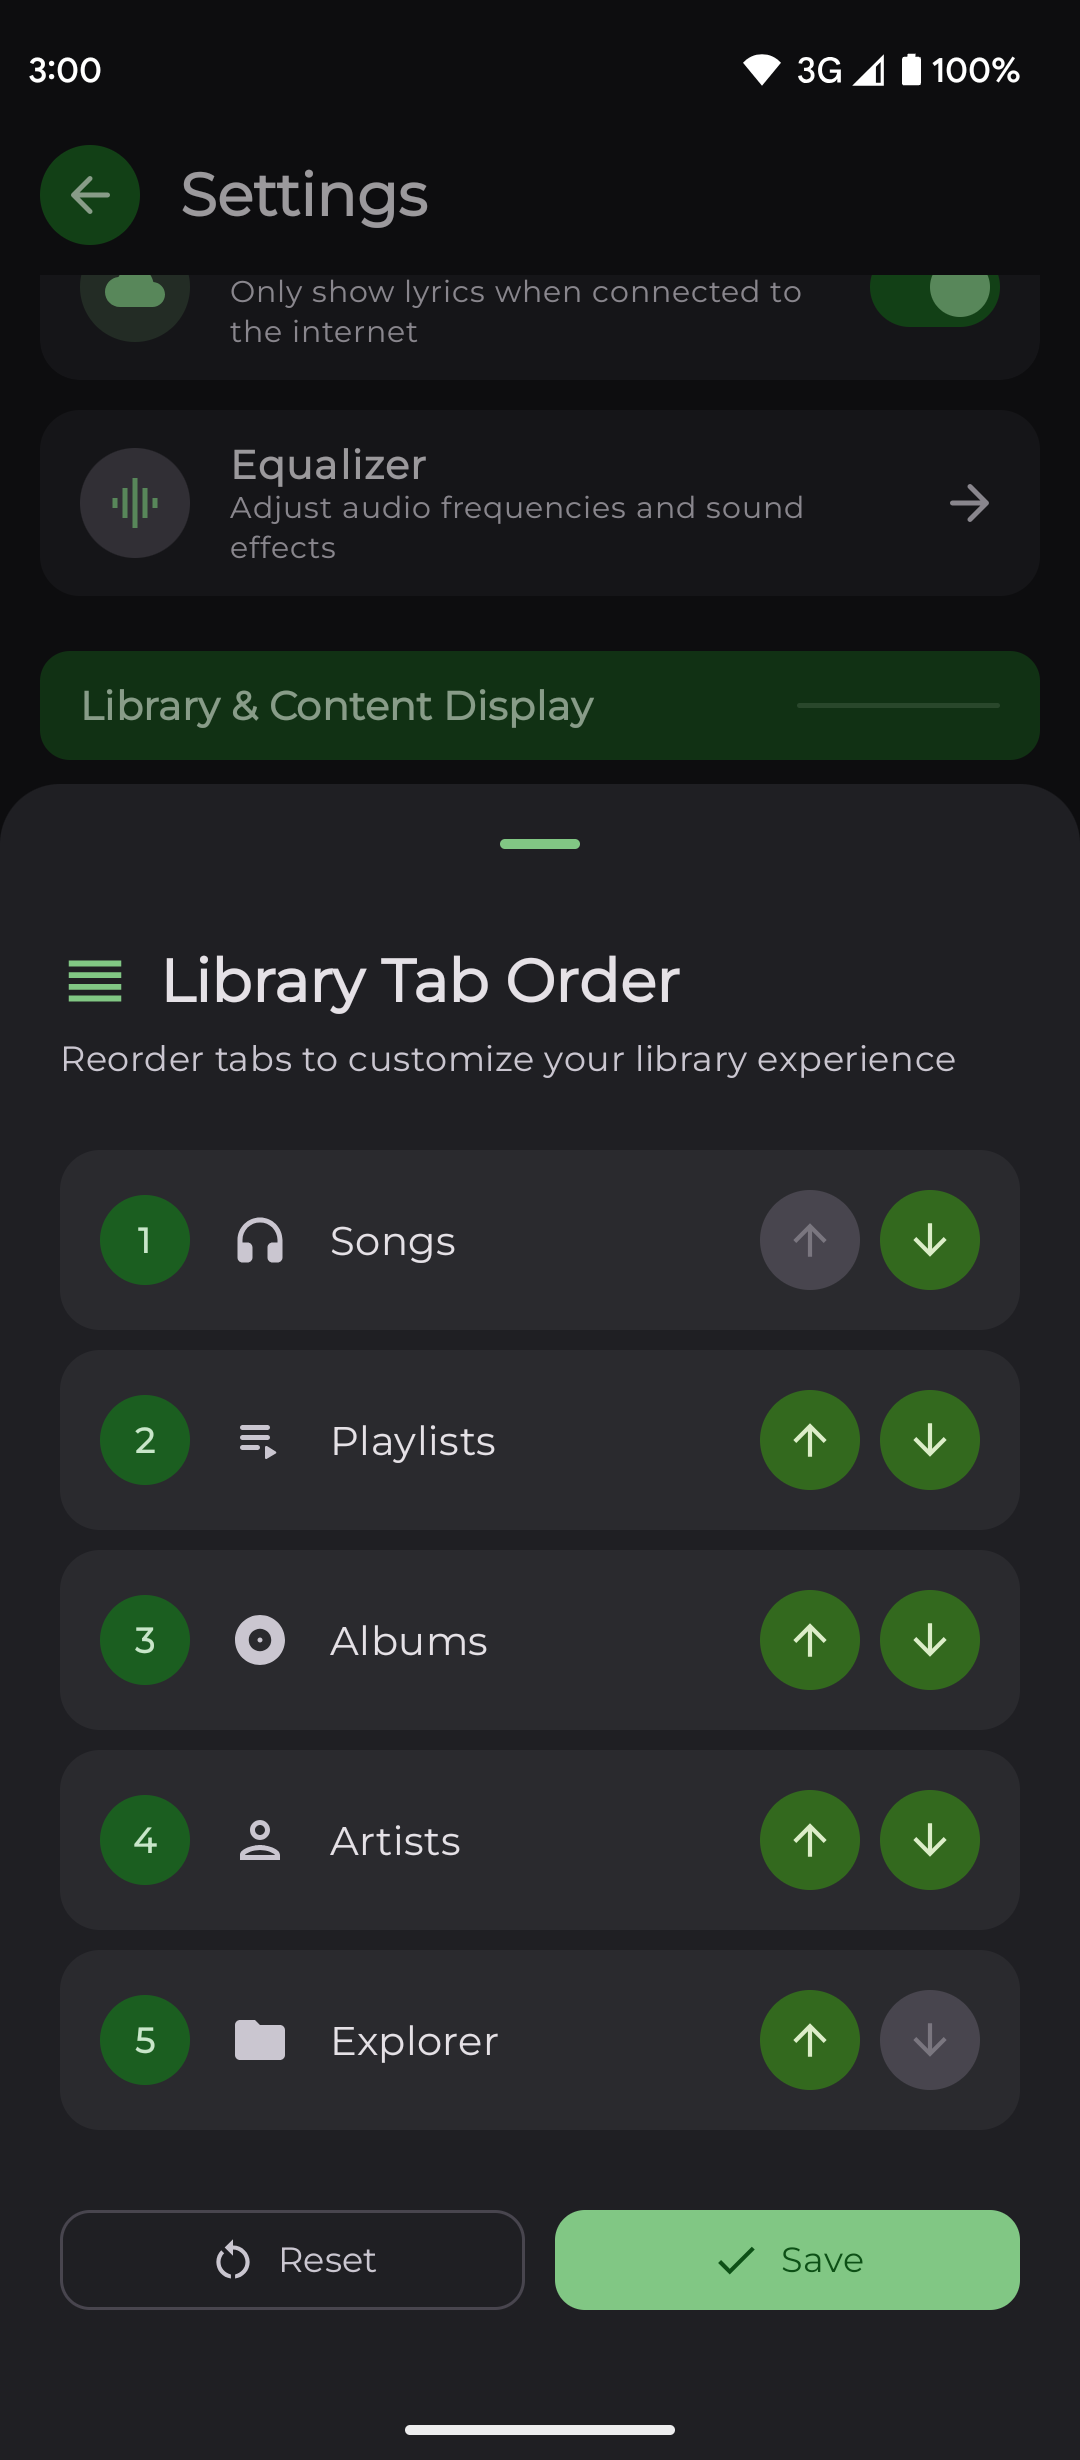 3:00
3G
100%
Settings
Only show lyrics when connected to
the internet
Equalizer
Adjust audio frequencies and sound
effects
Library & Content Display
Library Tab Order
Reorder tabs to customize your library experience
1
Songs
2
Playlists
3
Albums
4
Artists
5
Explorer
Reset
Save